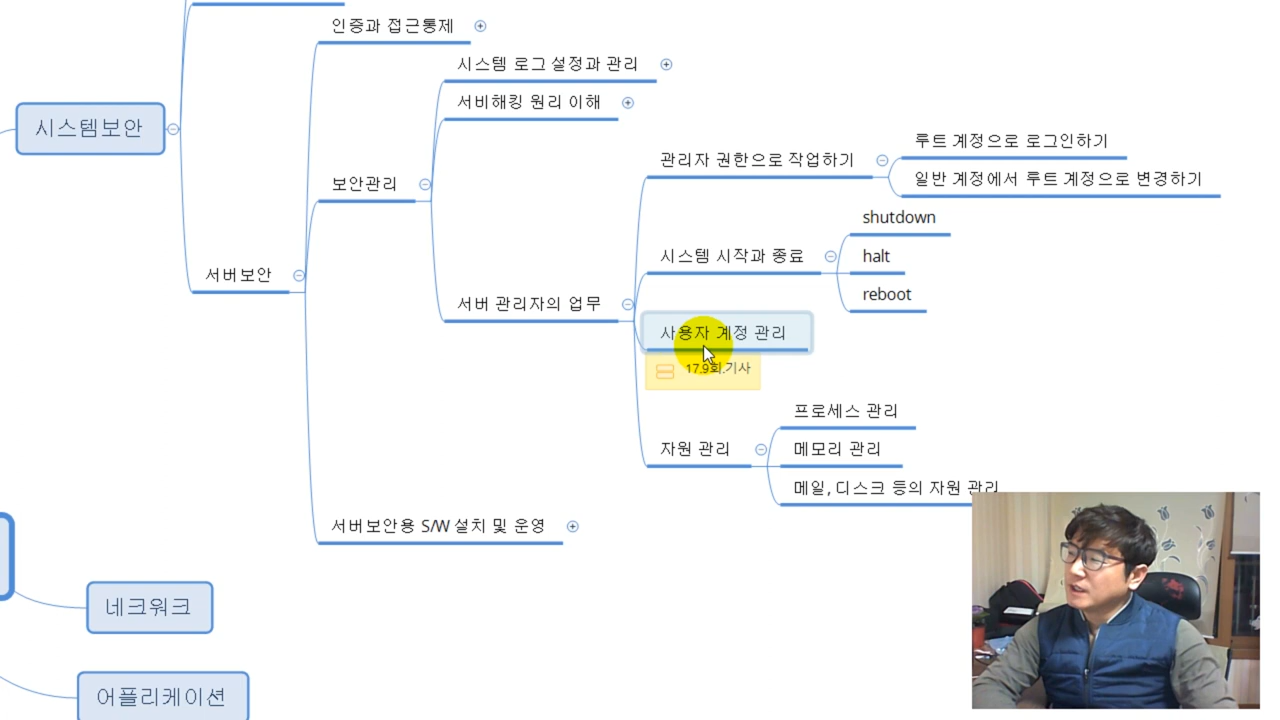 인증과 접근통제
시스템 로그 설정과 관리
서비해킹 원리 이해
시스템보안
루트 계정으로 로그인하기
관리자 권한으로 작업하기
일반 계정에서 루트 계정으로 변경하기
보안관리
shutdown
시스템 시작과 종료
halt
서버보안
reboot
서버 관리자의 업무
사용자 계정 관리
17.9회.기사
프로세스 관리
자원 관리
메모리 관리
메일, 디스크 등의 자원 관리
서버보안용 S/W 설치 및 운영
네크워크
어플리케이션